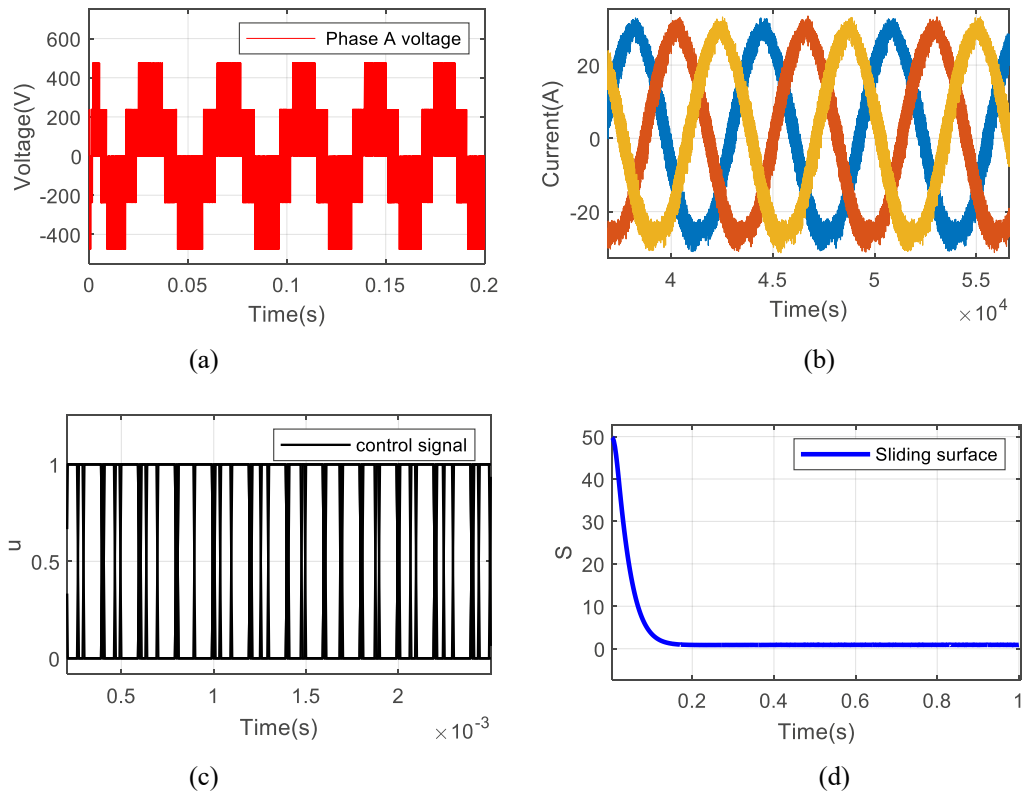 Phase A voltage
Voltage(V)
600
400
200
0
-200
-400
0
0.05
0.1
0.15
0.2
Time(s)
(a)
Current(A)
20
0
-20
4
4.5
5
5.5
×10^4
Time(s)
(b)
control signal
u
1
0.5
0
0.5
1
1.5
2
×10^-3
Time(s)
(c)
Sliding surface
S
50
40
30
20
10
0
0.2
0.4
0.6
0.8
1
Time(s)
(d)